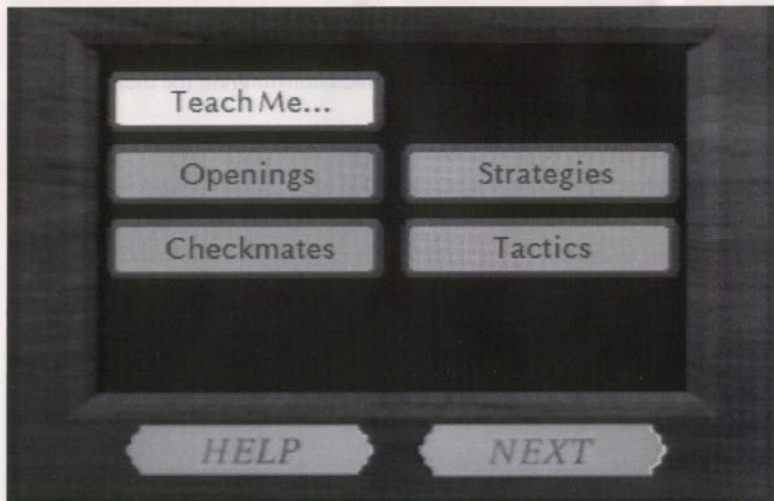 Teach Me...
Openings Strategies
Checkmates Tactics
HELP NEXT